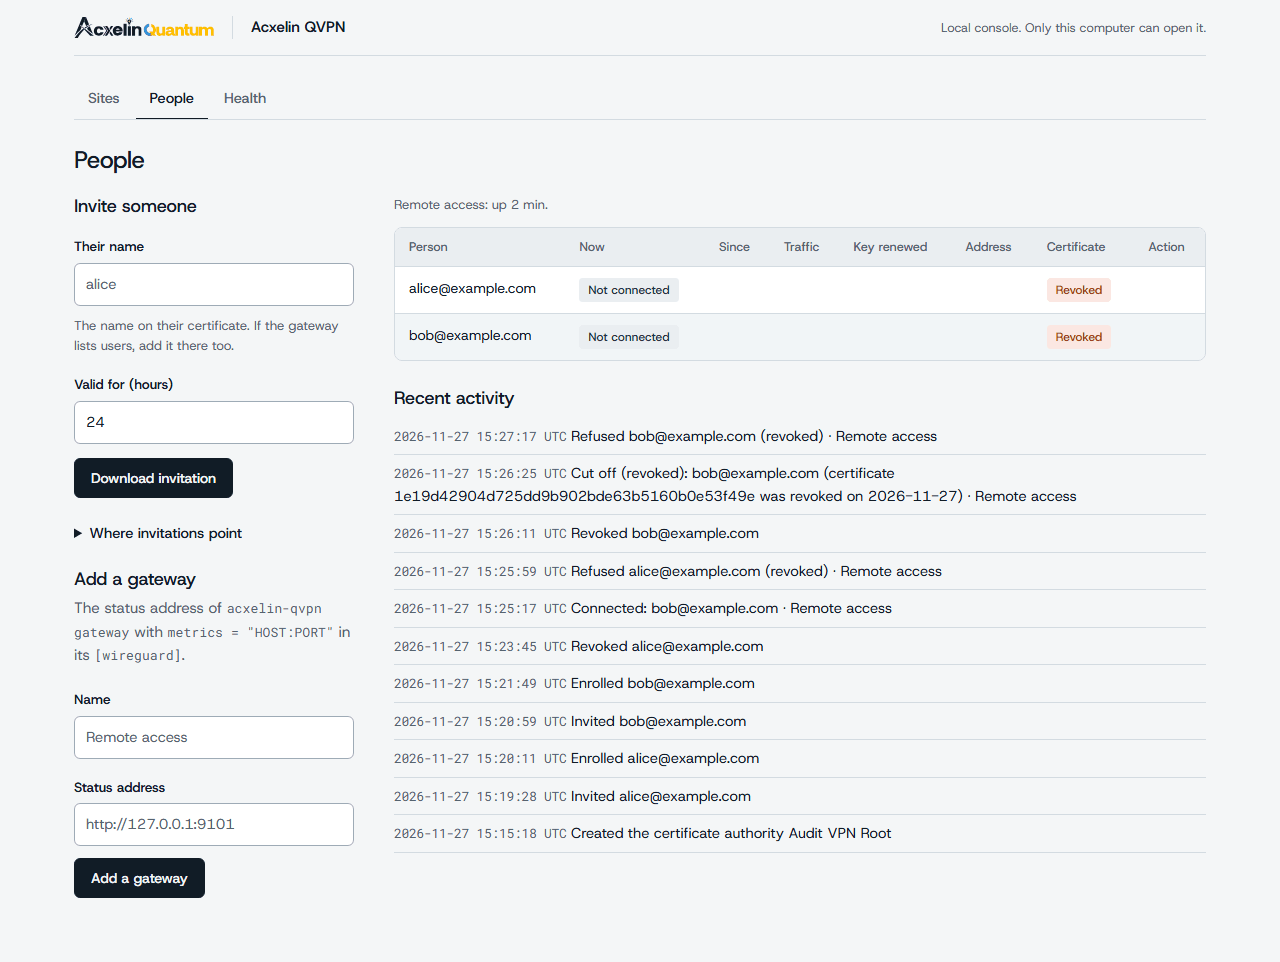 Acxelin Quantum
Acxelin QVPN
Local console. Only this computer can open it.
Sites
People
Health
People
Invite someone
Their name
alice
The name on their certificate. If the gateway
lists users, add it there too.
Valid for (hours)
24
Download invitation
Where invitations point
Add a gateway
The status address of acxelin-qvpn
gateway with metrics = "HOST:PORT" in
its [wireguard].
Name
Remote access
Status address
http://127.0.0.1:9101
Add a gateway
Remote access: up 2 min.
Person Now Since Traffic Key renewed Address Certificate Action
alice@example.com Not connected Revoked
bob@example.com Not connected Revoked
Recent activity
2026-11-27 15:27:17 UTC Refused bob@example.com (revoked) · Remote access
2026-11-27 15:26:25 UTC Cut off (revoked): bob@example.com (certificate
1e19d42904d725dd9b902bde63b5160b0e53f49e was revoked on 2026-11-27) · Remote access
2026-11-27 15:26:11 UTC Revoked bob@example.com
2026-11-27 15:25:59 UTC Refused alice@example.com (revoked) · Remote access
2026-11-27 15:25:17 UTC Connected: bob@example.com · Remote access
2026-11-27 15:23:45 UTC Revoked alice@example.com
2026-11-27 15:21:49 UTC Enrolled bob@example.com
2026-11-27 15:20:59 UTC Invited bob@example.com
2026-11-27 15:20:11 UTC Enrolled alice@example.com
2026-11-27 15:19:28 UTC Invited alice@example.com
2026-11-27 15:15:18 UTC Created the certificate authority Audit VPN Root